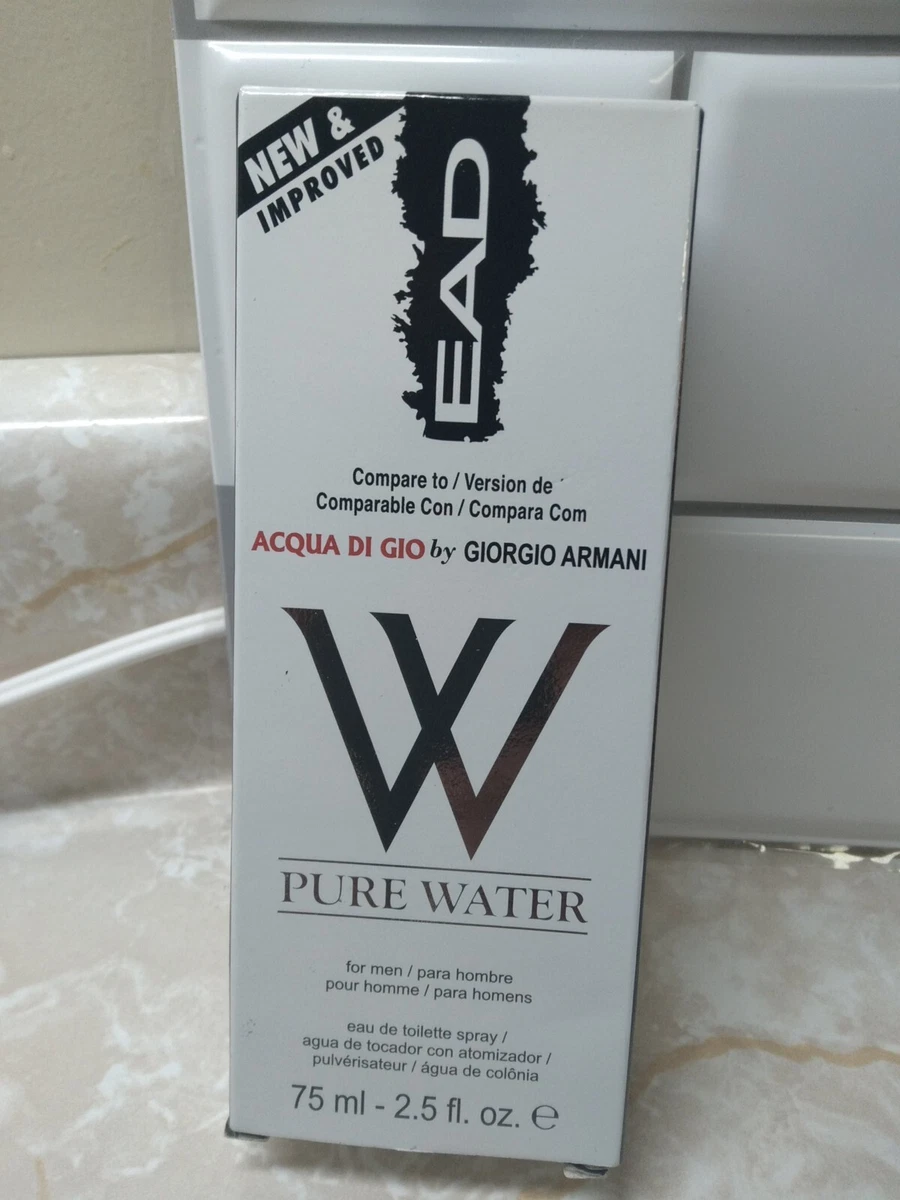 NEW &
IMPROVED
EAD
Compare to / Version de
Comparable Con / Compara Com
ACQUA DI GIO by GIORGIO ARMANI
W
PURE WATER
for men / para hombre
pour homme / para homens
eau de toilette spray /
agua de tocador con atomizador /
pulvérisateur / água de colônia
75 ml - 2.5 fl. oz. ℮